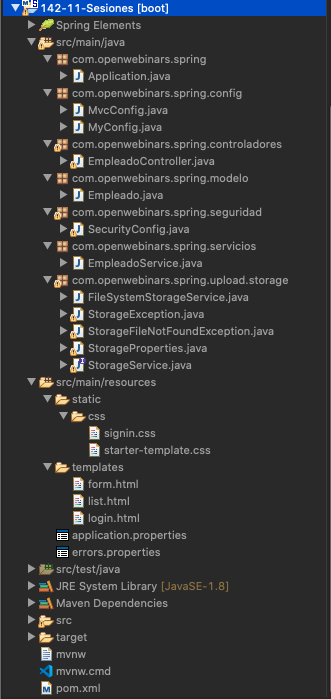 142-11-Sesiones [boot]
Spring Elements
src/main/java
com.openwebinars.spring
Application.java
com.openwebinars.spring.config
MvcConfig.java
MyConfig.java
com.openwebinars.spring.controladores
EmpleadoController.java
com.openwebinars.spring.modelo
Empleado.java
com.openwebinars.spring.seguridad
SecurityConfig.java
com.openwebinars.spring.servicios
EmpleadoService.java
com.openwebinars.spring.upload.storage
FileSystemStorageService.java
StorageException.java
StorageFileNotFoundException.java
StorageProperties.java
StorageService.java
src/main/resources
static
css
signin.css
starter-template.css
templates
form.html
list.html
login.html
application.properties
errors.properties
src/test/java
JRE System Library [JavaSE-1.8]
Maven Dependencies
src
target
mvnw
mvnw.cmd
pom.xml